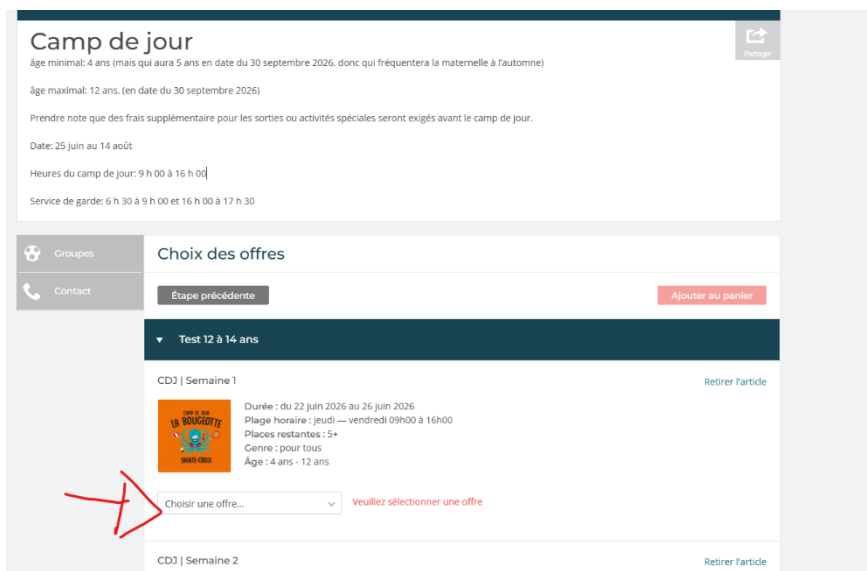 Camp de jour
Partager
âge minimal: 4 ans (mais qui aura 5 ans en date du 30 septembre 2026, donc qui fréquentera la maternelle à l'automne)
âge maximal: 12 ans. (en date du 30 septembre 2026)
Prendre note que des frais supplémentaire pour les sorties ou activités spéciales seront exigés avant le camp de jour.
Date: 25 juin au 14 août
Heures du camp de jour: 9 h 00 à 16 h 00
Service de garde: 6 h 30 à 9 h 00 et 16 h 00 à 17 h 30
Groupes
Contact
Choix des offres
Étape précédente
Ajouter au panier
Test 12 à 14 ans
CDJ | Semaine 1
Retirer l'article
CAMP DE JOUR
LA BOUGEOTTE
SAINTE-CROIX
Durée : du 22 juin 2026 au 26 juin 2026
Plage horaire : jeudi — vendredi 09h00 à 16h00
Places restantes : 5+
Genre : pour tous
Âge : 4 ans - 12 ans
Choisir une offre...
Veuillez sélectionner une offre
CDJ | Semaine 2
Retirer l'article